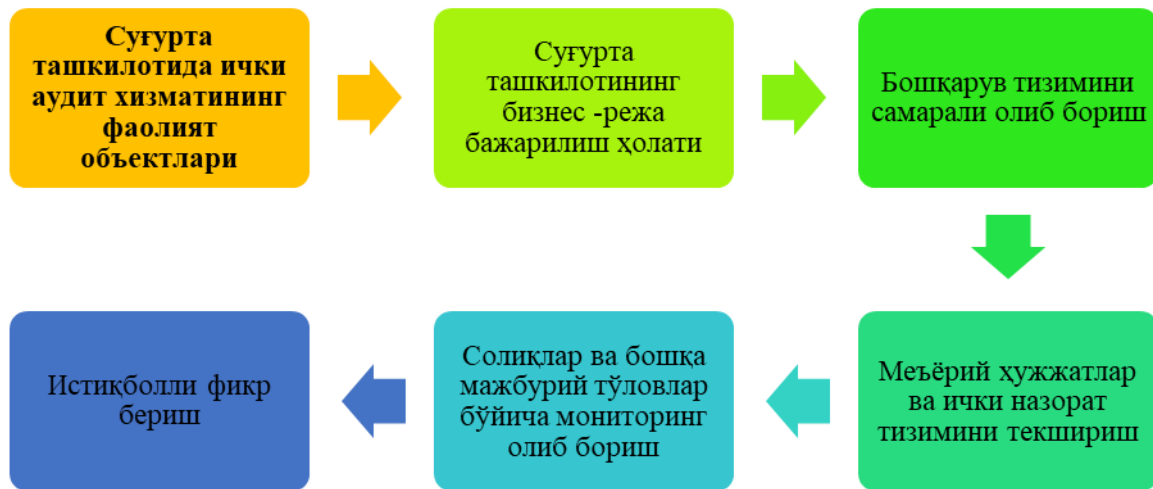 Суғурта
ташкилотида ички
аудит хизматининг
фаолият
объектлари
Суғурта
ташкилотининг
бизнес -режа
бажарилиш ҳолати
Бошқарув тизимини
самарали олиб бориш
Меъёрий ҳужжатлар
ва ички назорат
тизимини текшириш
Солиқлар ва бошқа
мажбурий тўловлар
бўйича мониторинг
олиб бориш
Истиқболли фикр
бериш